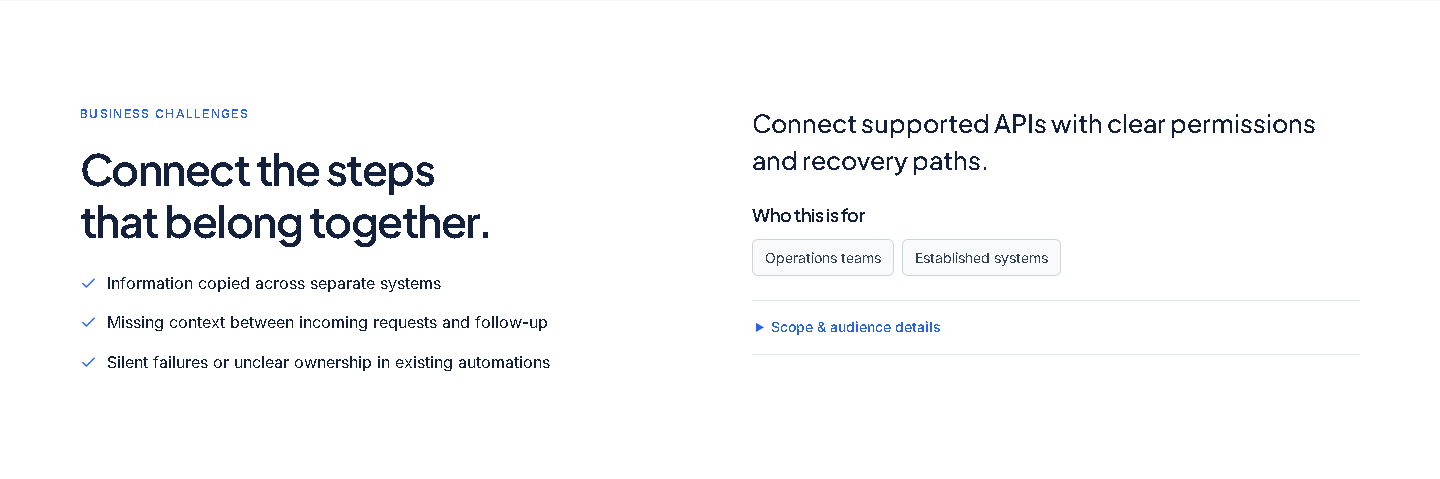 BUSINESS CHALLENGES
Connect the steps
that belong together.
Information copied across separate systems
Missing context between incoming requests and follow-up
Silent failures or unclear ownership in existing automations
Connect supported APIs with clear permissions
and recovery paths.
Who this is for
Operations teams
Established systems
Scope & audience details